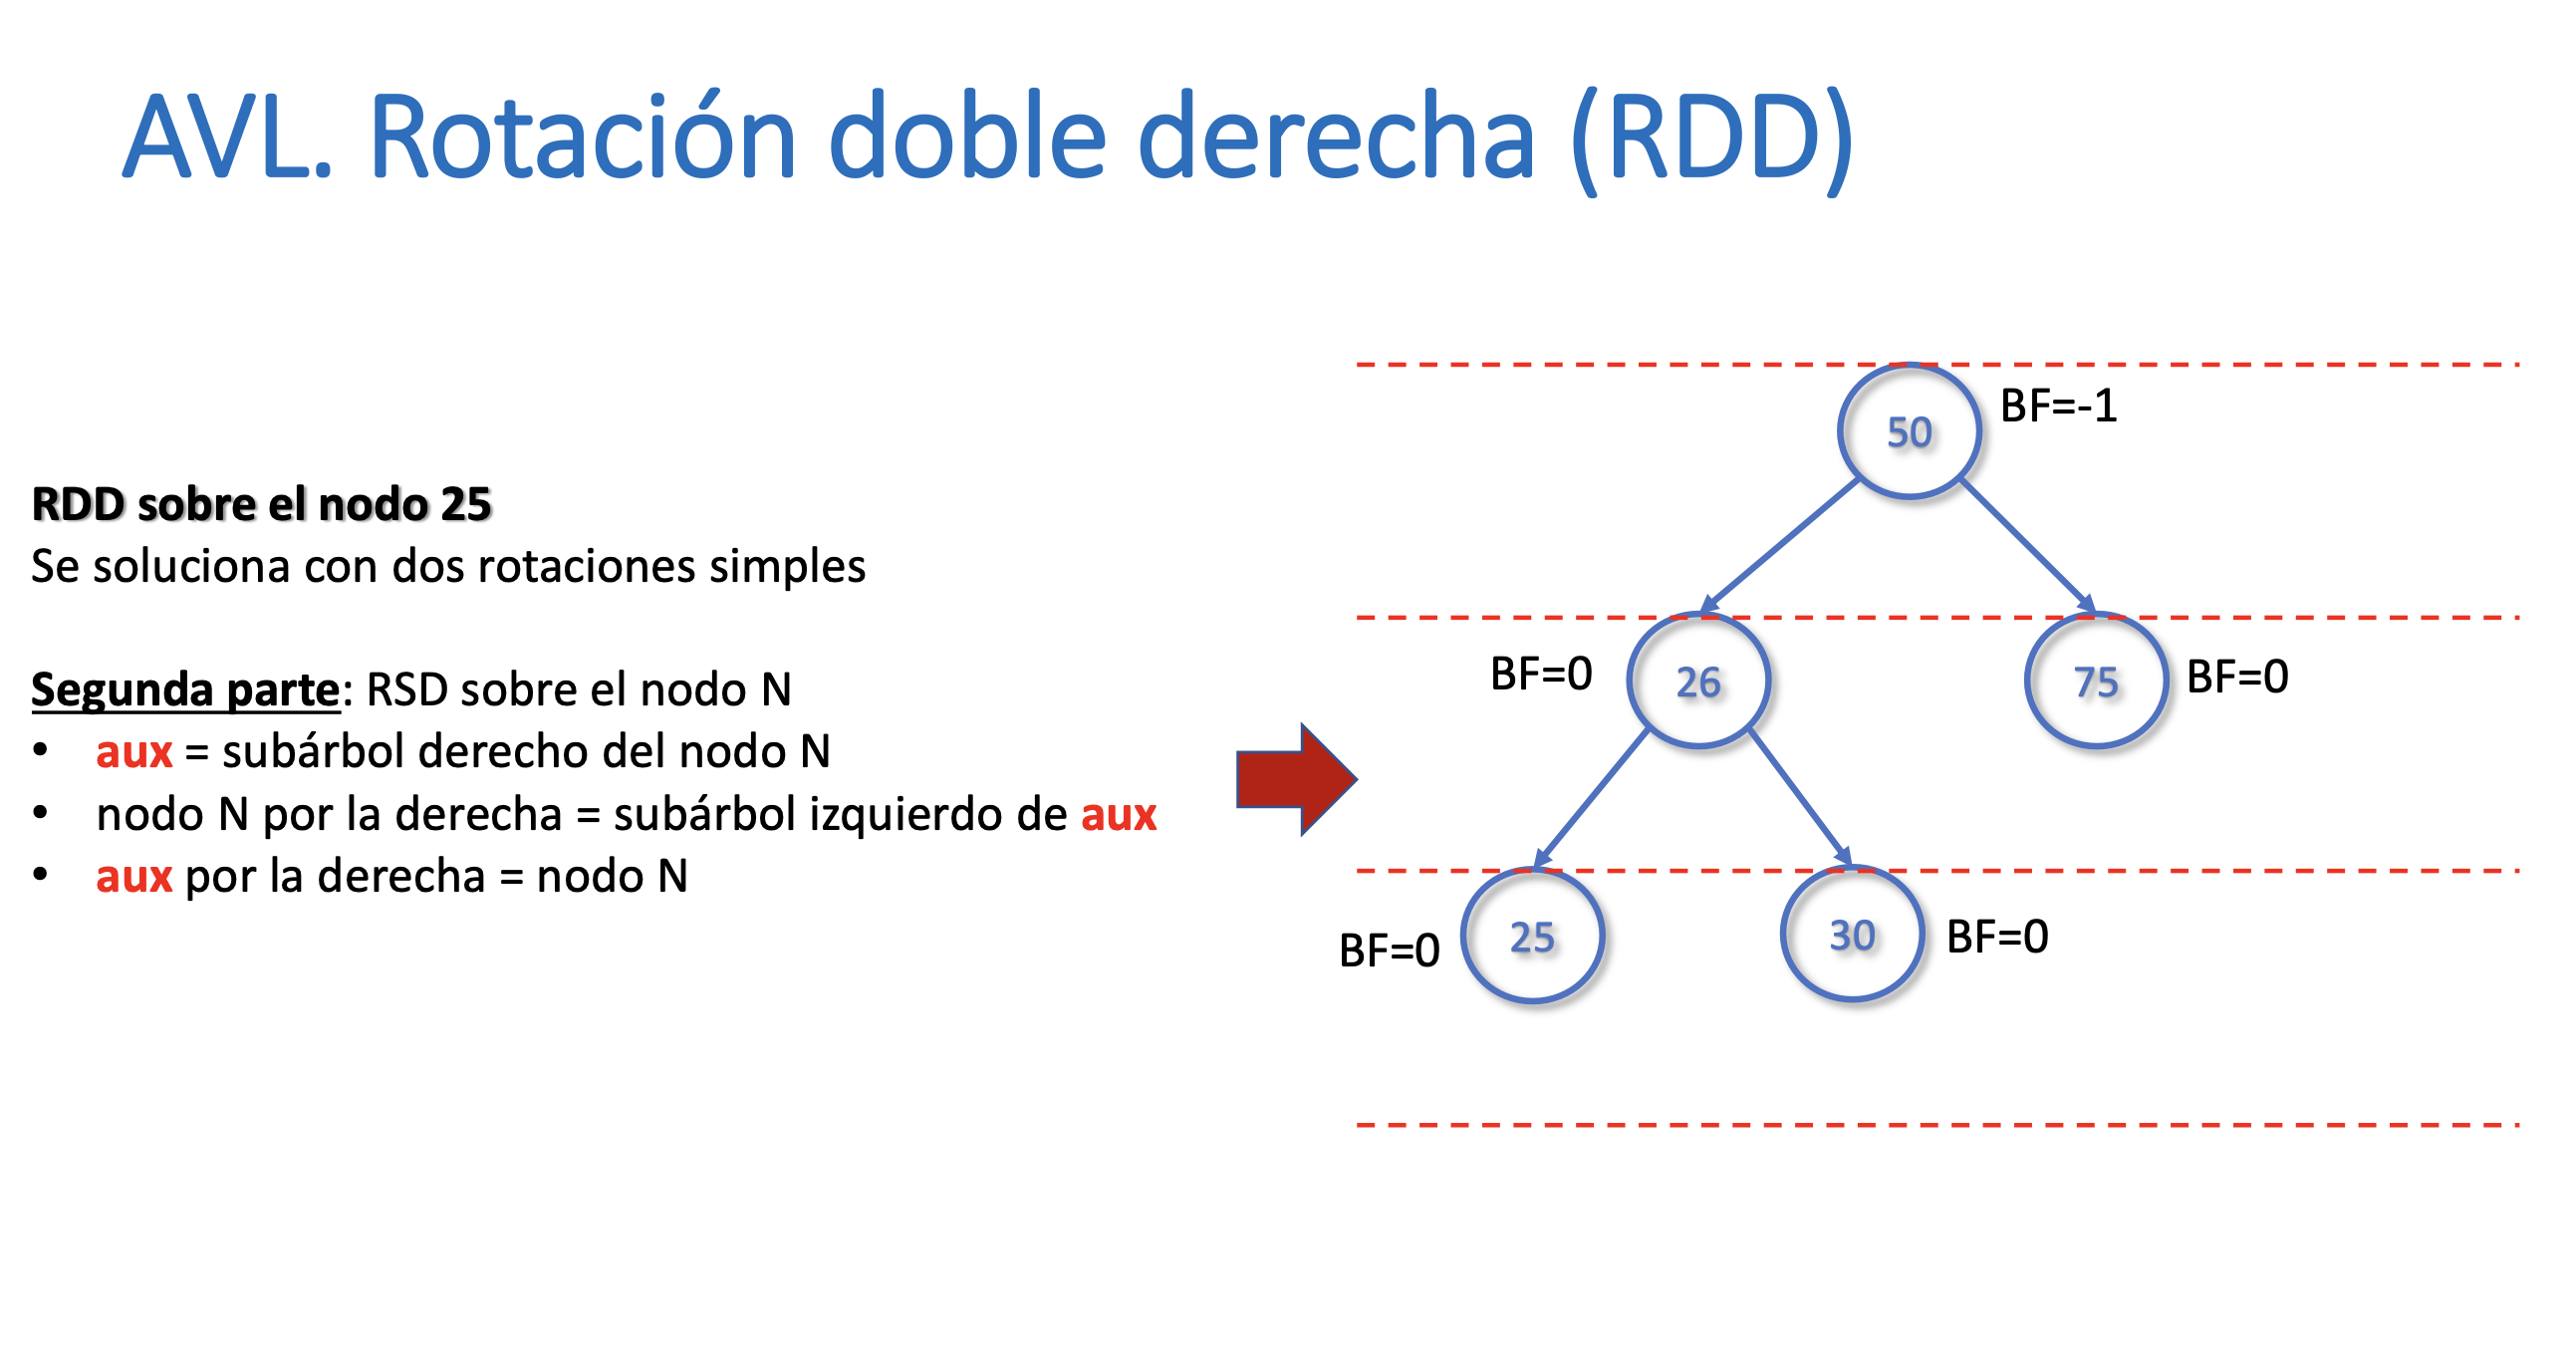 AVL. Rotación doble derecha (RDD)
RDD sobre el nodo 25
Se soluciona con dos rotaciones simples
Segunda parte: RSD sobre el nodo N
• aux = subárbol derecho del nodo N
• nodo N por la derecha = subárbol izquierdo de aux
• aux por la derecha = nodo N
50
BF=-1
BF=0
26
75
BF=0
BF=0
25
30
BF=0